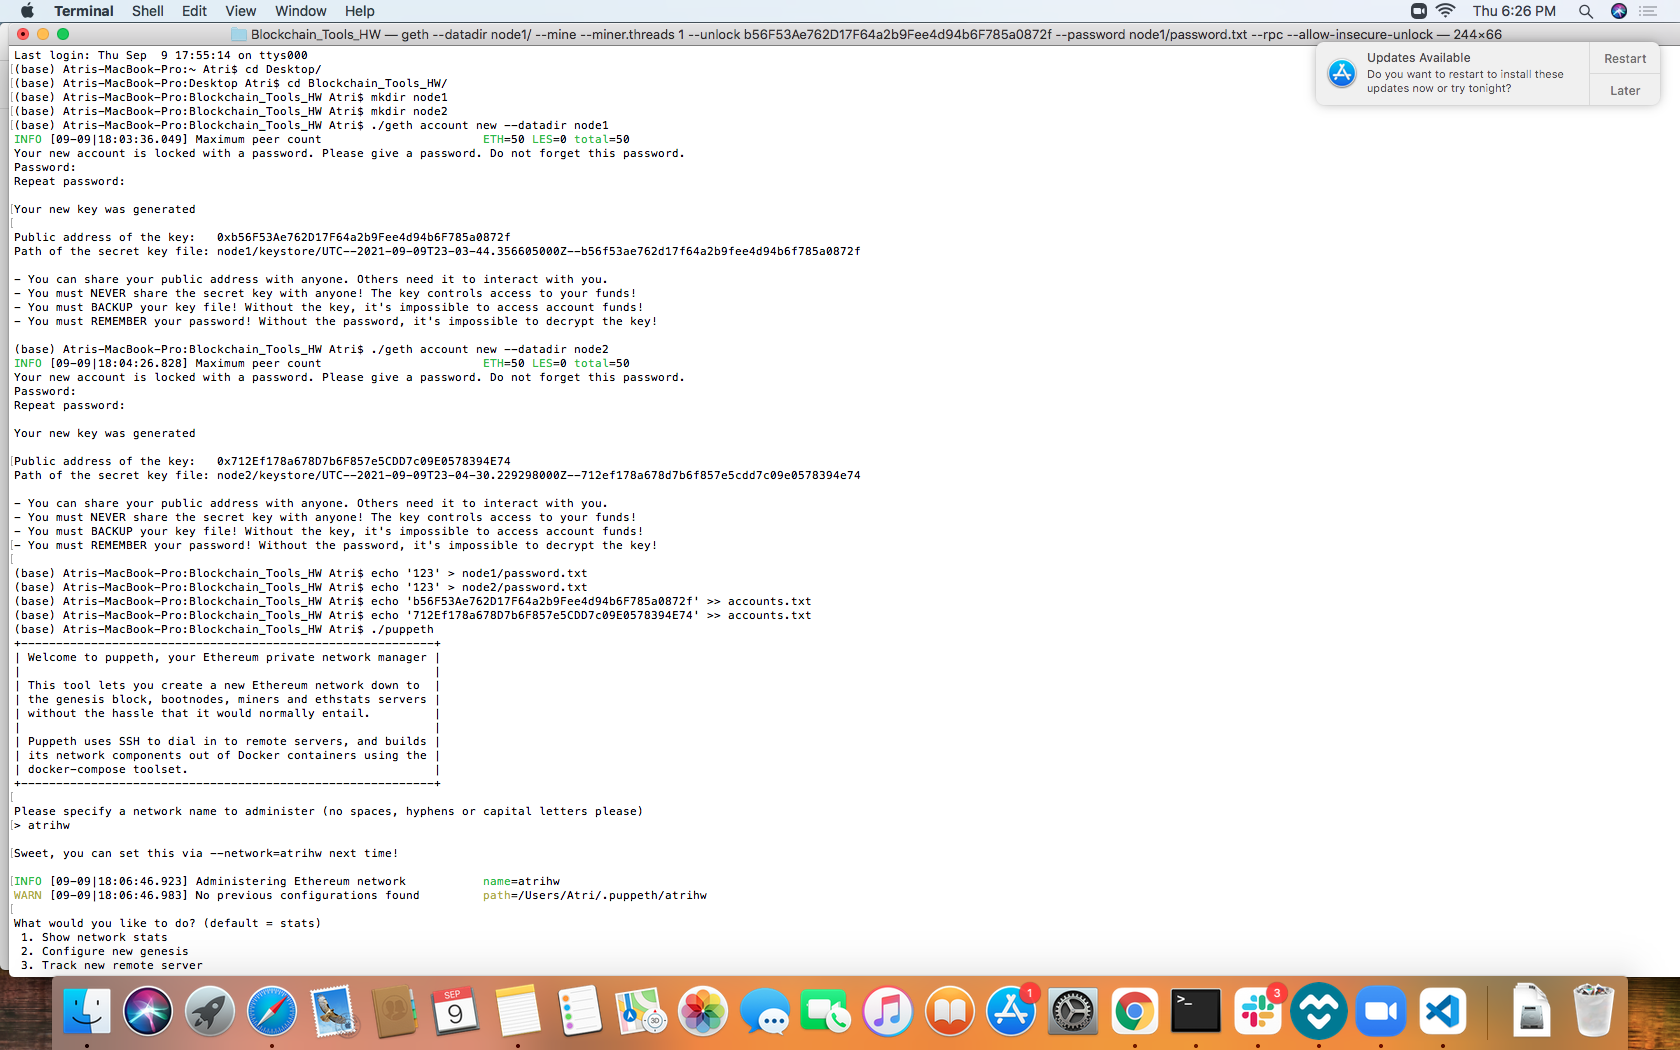 Terminal Shell Edit View Window Help Thu 6:26 PM
Blockchain_Tools_HW — geth --datadir node1/ --mine --miner.threads 1 --unlock b56F53Ae762D17F64a2b9Fee4d94b6F785a0872f --password node1/password.txt --rpc --allow-insecure-unlock — 244×66
Updates Available
Do you want to restart to install these
updates now or try tonight?
Restart
Later
Last login: Thu Sep  9 17:55:14 on ttys000
[(base) Atris-MacBook-Pro:~ Atri$ cd Desktop/
[(base) Atris-MacBook-Pro:Desktop Atri$ cd Blockchain_Tools_HW/
[(base) Atris-MacBook-Pro:Blockchain_Tools_HW Atri$ mkdir node1
[(base) Atris-MacBook-Pro:Blockchain_Tools_HW Atri$ mkdir node2
[(base) Atris-MacBook-Pro:Blockchain_Tools_HW Atri$ ./geth account new --datadir node1
INFO [09-09|18:03:36.049] Maximum peer count                       ETH=50 LES=0 total=50
Your new account is locked with a password. Please give a password. Do not forget this password.
Password:
Repeat password:
[Your new key was generated
[
Public address of the key:   0xb56F53Ae762D17F64a2b9Fee4d94b6F785a0872f
Path of the secret key file: node1/keystore/UTC--2021-09-09T23-03-44.356605000Z--b56f53ae762d17f64a2b9fee4d94b6f785a0872f
- You can share your public address with anyone. Others need it to interact with you.
- You must NEVER share the secret key with anyone! The key controls access to your funds!
- You must BACKUP your key file! Without the key, it's impossible to access account funds!
- You must REMEMBER your password! Without the password, it's impossible to decrypt the key!
(base) Atris-MacBook-Pro:Blockchain_Tools_HW Atri$ ./geth account new --datadir node2
INFO [09-09|18:04:26.828] Maximum peer count                       ETH=50 LES=0 total=50
Your new account is locked with a password. Please give a password. Do not forget this password.
Password:
Repeat password:
Your new key was generated
[Public address of the key:   0x712Ef178a678D7b6F857e5CDD7c09E0578394E74
Path of the secret key file: node2/keystore/UTC--2021-09-09T23-04-30.229298000Z--712ef178a678d7b6f857e5cdd7c09e0578394e74
- You can share your public address with anyone. Others need it to interact with you.
- You must NEVER share the secret key with anyone! The key controls access to your funds!
- You must BACKUP your key file! Without the key, it's impossible to access account funds!
[- You must REMEMBER your password! Without the password, it's impossible to decrypt the key!
[
(base) Atris-MacBook-Pro:Blockchain_Tools_HW Atri$ echo '123' > node1/password.txt
(base) Atris-MacBook-Pro:Blockchain_Tools_HW Atri$ echo '123' > node2/password.txt
(base) Atris-MacBook-Pro:Blockchain_Tools_HW Atri$ echo 'b56F53Ae762D17F64a2b9Fee4d94b6F785a0872f' >> accounts.txt
(base) Atris-MacBook-Pro:Blockchain_Tools_HW Atri$ echo '712Ef178a678D7b6F857e5CDD7c09E0578394E74' >> accounts.txt
(base) Atris-MacBook-Pro:Blockchain_Tools_HW Atri$ ./puppeth
+-----------------------------------------------------------+
| Welcome to puppeth, your Ethereum private network manager |
|                                                           |
| This tool lets you create a new Ethereum network down to  |
| the genesis block, bootnodes, miners and ethstats servers |
| without the hassle that it would normally entail.         |
|                                                           |
| Puppeth uses SSH to dial in to remote servers, and builds |
| its network components out of Docker containers using the |
| docker-compose toolset.                                   |
+-----------------------------------------------------------+
[
Please specify a network name to administer (no spaces, hyphens or capital letters please)
[> atrihw
[Sweet, you can set this via --network=atrihw next time!
[INFO [09-09|18:06:46.923] Administering Ethereum network           name=atrihw
WARN [09-09|18:06:46.983] No previous configurations found         path=/Users/Atri/.puppeth/atrihw
[
What would you like to do? (default = stats)
 1. Show network stats
 2. Configure new genesis
 3. Track new remote server
SEP
9
3D
1
>_
3